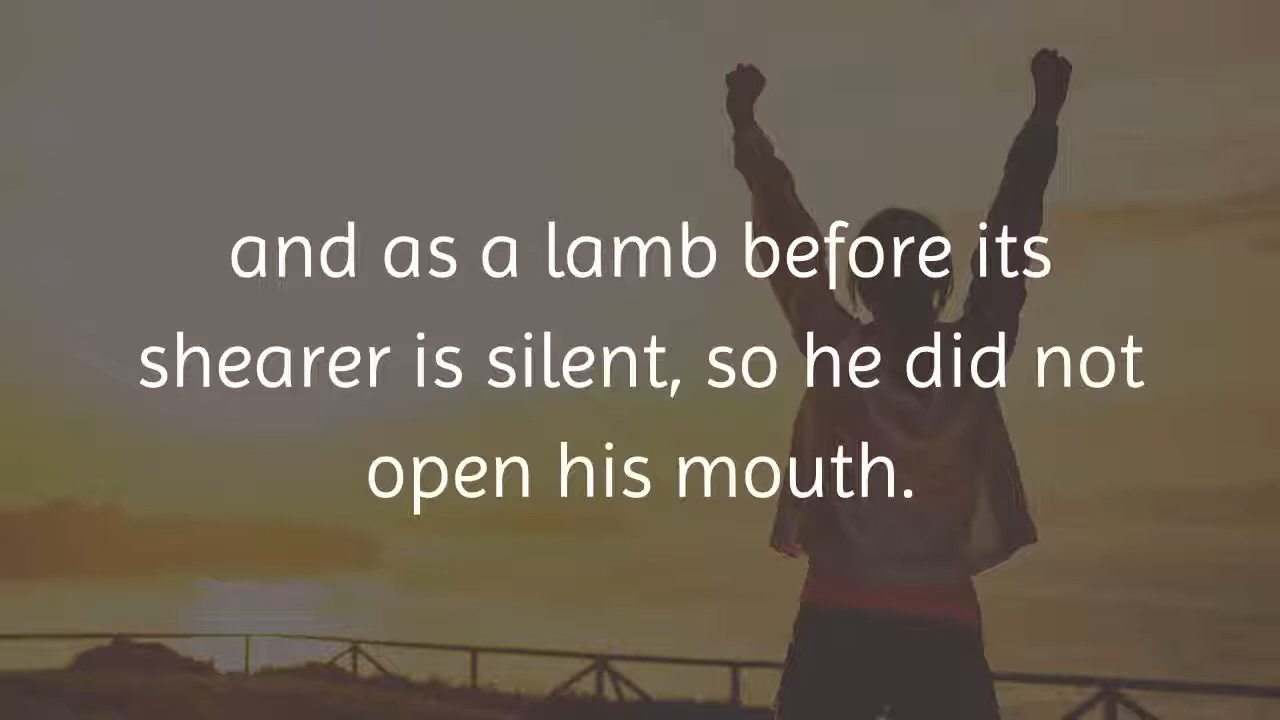 and as a lamb before its
shearer is silent, so he did not
open his mouth.